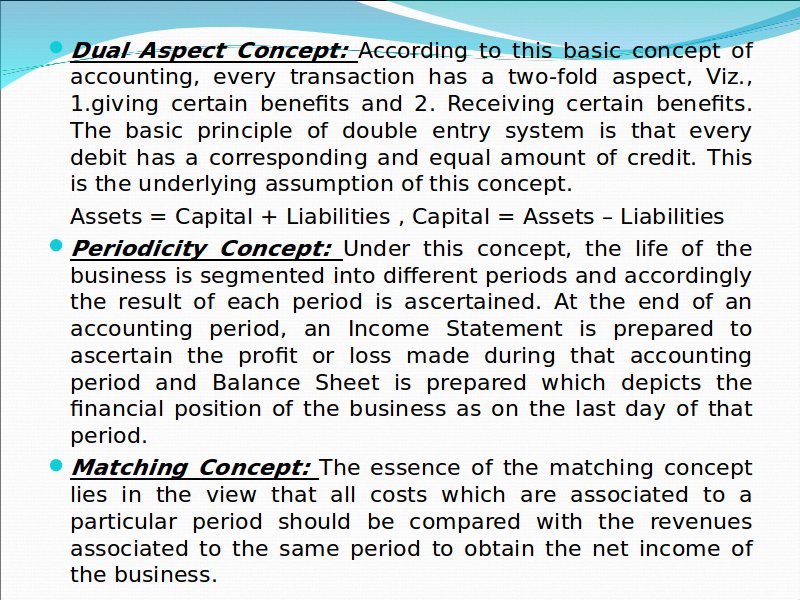 Dual Aspect Concept: According to this basic concept of
accounting, every transaction has a two-fold aspect, Viz.,
1.giving certain benefits and 2. Receiving certain benefits.
The basic principle of double entry system is that every
debit has a corresponding and equal amount of credit. This
is the underlying assumption of this concept.
Assets = Capital + Liabilities , Capital = Assets – Liabilities
Periodicity Concept: Under this concept, the life of the
business is segmented into different periods and accordingly
the result of each period is ascertained. At the end of an
accounting period, an Income Statement is prepared to
ascertain the profit or loss made during that accounting
period and Balance Sheet is prepared which depicts the
financial position of the business as on the last day of that
period.
Matching Concept: The essence of the matching concept
lies in the view that all costs which are associated to a
particular period should be compared with the revenues
associated to the same period to obtain the net income of
the business.